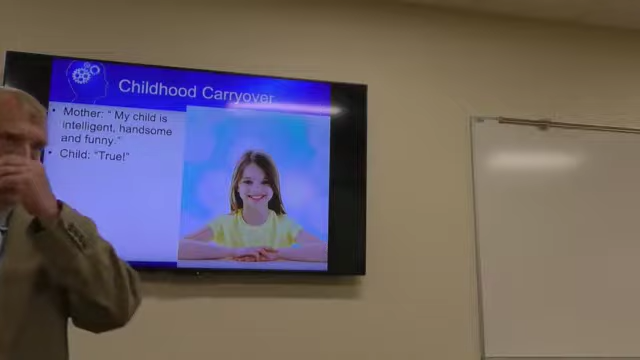 Childhood Carryover
• Mother: “ My child is
intelligent, handsome
and funny.”
• Child: “True!”